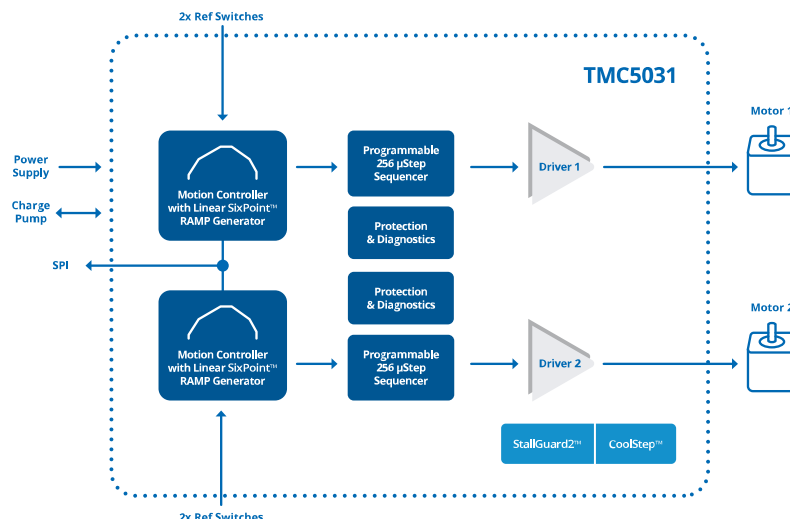 2x Ref Switches
TMC5031
Motor 1
Power
Supply
Charge
Pump
SPI
Motion Controller
with Linear SixPoint™
RAMP Generator
Programmable
256 µStep
Sequencer
Driver 1
Protection
& Diagnostics
Protection
& Diagnostics
Motor 2
Motion Controller
with Linear SixPoint™
RAMP Generator
Programmable
256 µStep
Sequencer
Driver 2
StallGuard2™
CoolStep™
2x Ref Switches